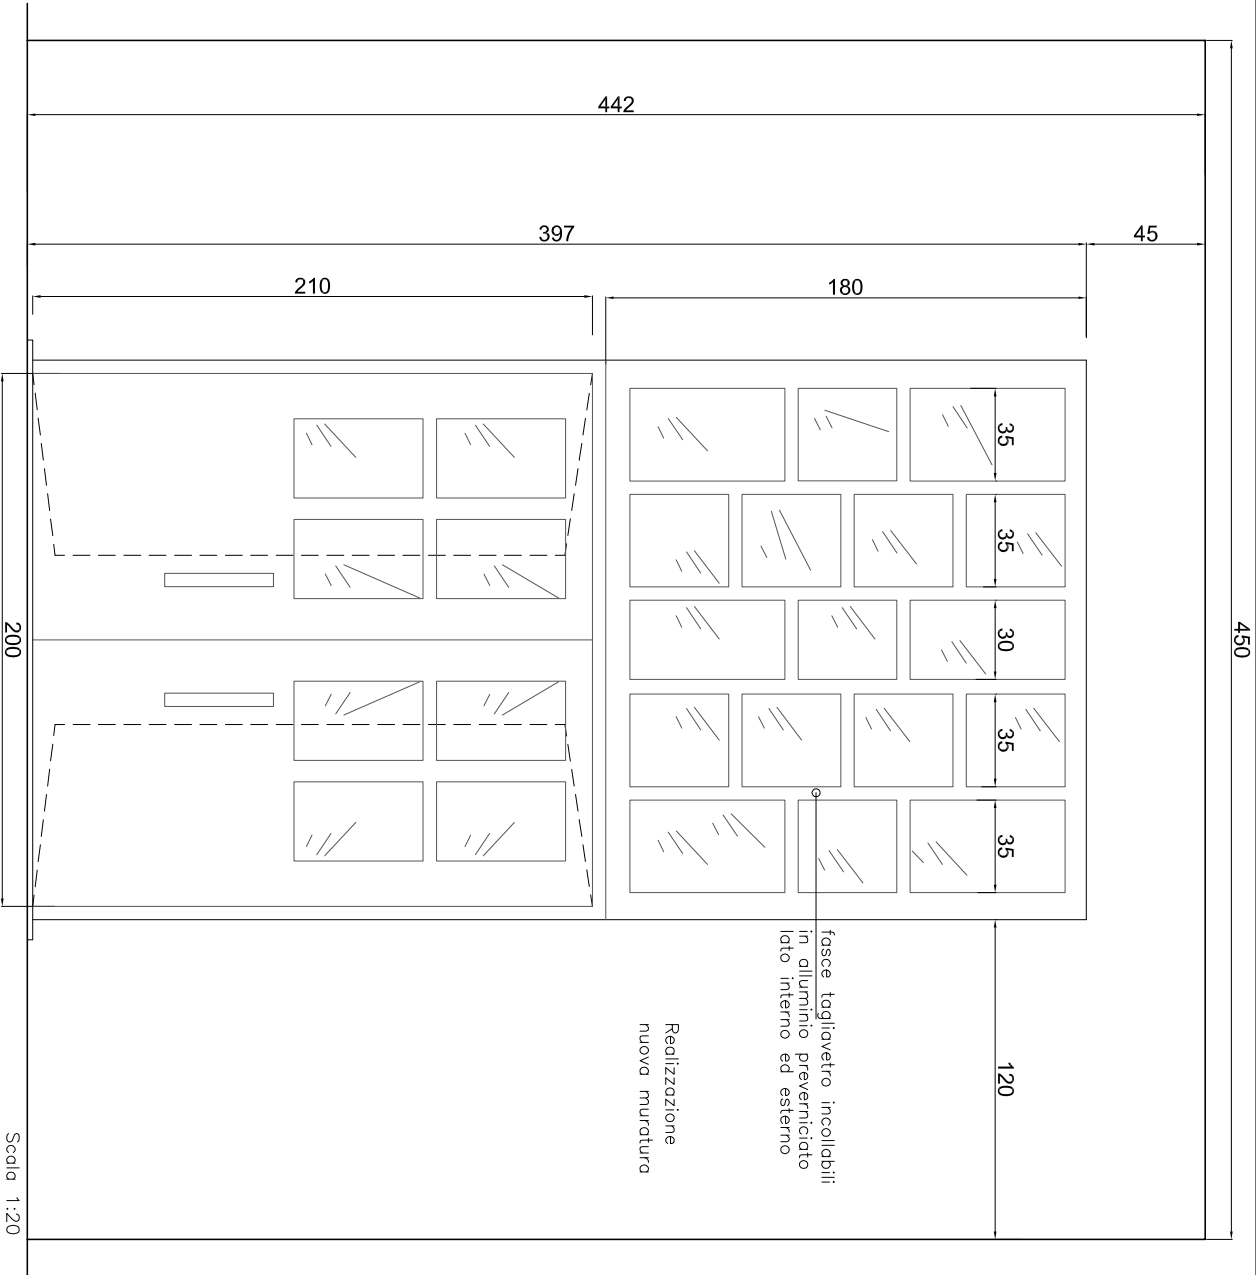 450
442
397
45
210
180
35
35
30
35
35
120
200
fasce tagliavetro incollabili
in alluminio preverniciato
lato interno ed esterno
Realizzazione
nuova muratura
Scala 1:20